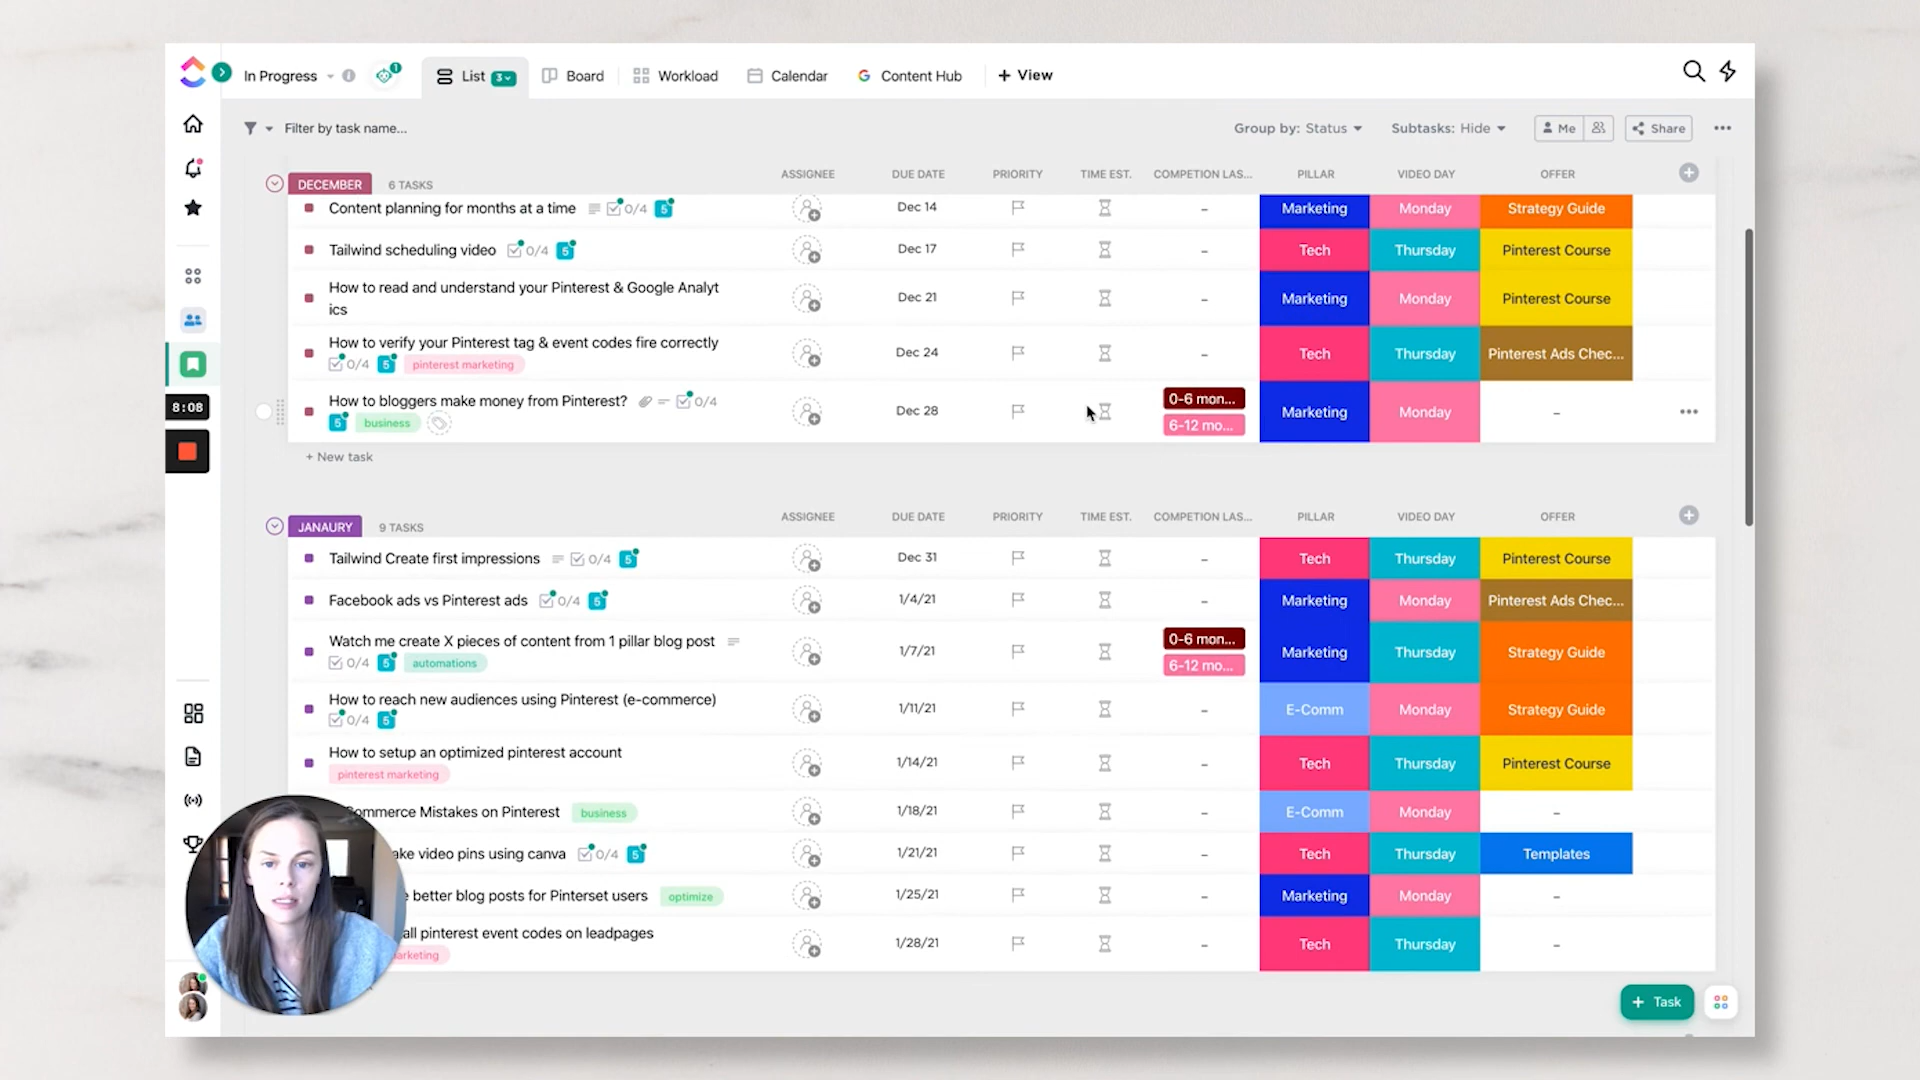 In Progress
1
List 3
Board
Workload
Calendar
Content Hub
+ View
Filter by task name...
Group by: Status
Subtasks: Hide
Me
Share
DECEMBER
6 TASKS
ASSIGNEE
DUE DATE
PRIORITY
TIME EST.
COMPETION LAS...
PILLAR
VIDEO DAY
OFFER
Content planning for months at a time 0/4 5 Dec 14 – Marketing Monday Strategy Guide
Tailwind scheduling video 0/4 5 Dec 17 – Tech Thursday Pinterest Course
How to read and understand your Pinterest & Google Analyt
ics
Dec 21 – Marketing Monday Pinterest Course
How to verify your Pinterest tag & event codes fire correctly
0/4 5 pinterest marketing
Dec 24 – Tech Thursday Pinterest Ads Chec...
How to bloggers make money from Pinterest? 0/4
5 business
Dec 28
0-6 mon...
6-12 mo...
Marketing Monday –
8:08
+ New task
JANAURY
9 TASKS
ASSIGNEE
DUE DATE
PRIORITY
TIME EST.
COMPETION LAS...
PILLAR
VIDEO DAY
OFFER
Tailwind Create first impressions 0/4 5 Dec 31 – Tech Thursday Pinterest Course
Facebook ads vs Pinterest ads 0/4 5 1/4/21 – Marketing Monday Pinterest Ads Chec...
Watch me create X pieces of content from 1 pillar blog post
0/4 5 automations
1/7/21
0-6 mon...
6-12 mo...
Marketing Thursday Strategy Guide
How to reach new audiences using Pinterest (e-commerce)
0/4 5
1/11/21 – E-Comm Monday Strategy Guide
How to setup an optimized pinterest account
pinterest marketing
1/14/21 – Tech Thursday Pinterest Course
ommerce Mistakes on Pinterest business 1/18/21 – E-Comm Monday –
ake video pins using canva 0/4 5 1/21/21 – Tech Thursday Templates
better blog posts for Pinterset users optimize 1/25/21 – Marketing Monday –
all pinterest event codes on leadpages
arketing
1/28/21 – Tech Thursday –
+ Task